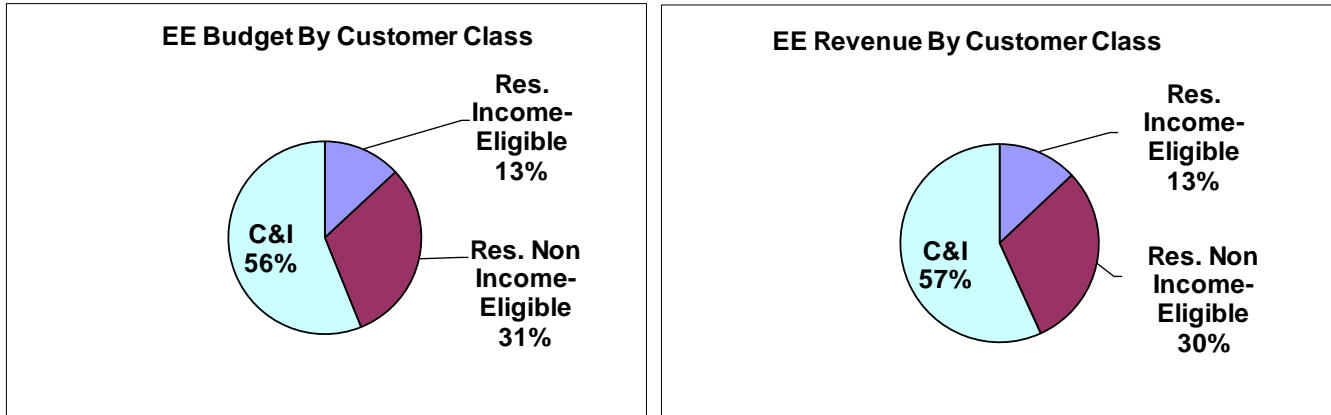 EE Budget By Customer Class
Res.
Income-
Eligible
13%
C&I
56%
Res. Non
Income-
Eligible
31%
EE Revenue By Customer Class
Res.
Income-
Eligible
13%
C&I
57%
Res. Non
Income-
Eligible
30%